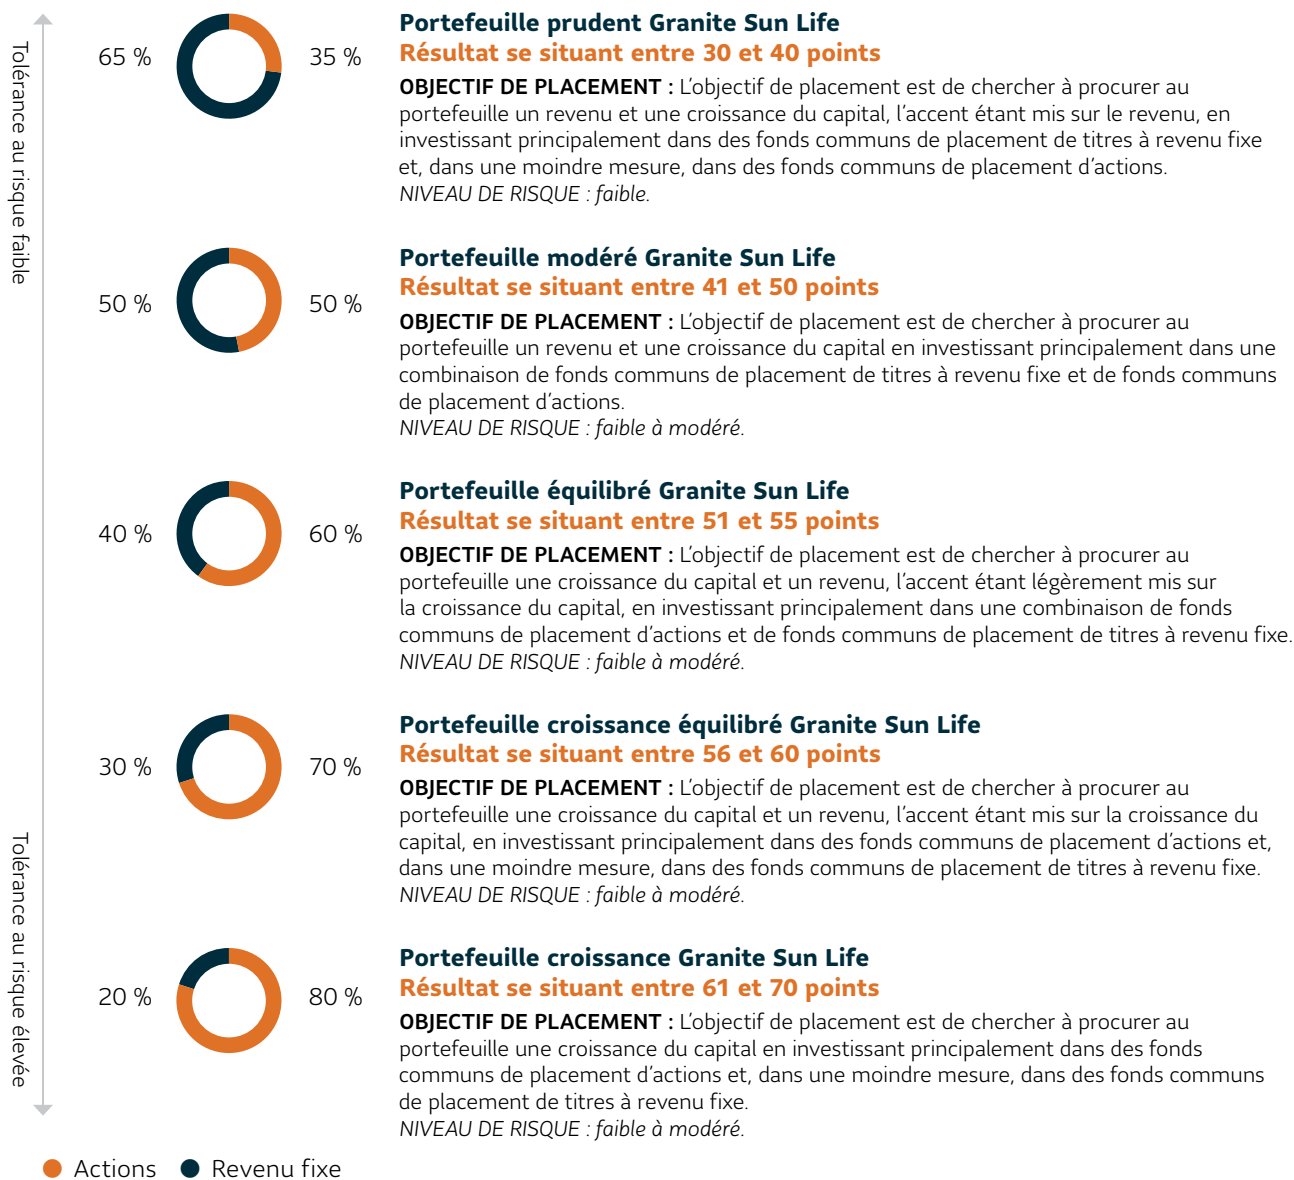 Tolérance au risque faible
65 %
35 %
Portefeuille prudent Granite Sun Life
Résultat se situant entre 30 et 40 points
OBJECTIF DE PLACEMENT : L’objectif de placement est de chercher à procurer au
portefeuille un revenu et une croissance du capital, l’accent étant mis sur le revenu, en
investissant principalement dans des fonds communs de placement de titres à revenu fixe
et, dans une moindre mesure, dans des fonds communs de placement d’actions.
NIVEAU DE RISQUE : faible.
50 %
50 %
Portefeuille modéré Granite Sun Life
Résultat se situant entre 41 et 50 points
OBJECTIF DE PLACEMENT : L’objectif de placement est de chercher à procurer au
portefeuille un revenu et une croissance du capital en investissant principalement dans une
combinaison de fonds communs de placement de titres à revenu fixe et de fonds communs
de placement d’actions.
NIVEAU DE RISQUE : faible à modéré.
40 %
60 %
Portefeuille équilibré Granite Sun Life
Résultat se situant entre 51 et 55 points
OBJECTIF DE PLACEMENT : L’objectif de placement est de chercher à procurer au
portefeuille une croissance du capital et un revenu, l’accent étant légèrement mis sur
la croissance du capital, en investissant principalement dans une combinaison de fonds
communs de placement d’actions et de fonds communs de placement de titres à revenu fixe.
NIVEAU DE RISQUE : faible à modéré.
30 %
70 %
Portefeuille croissance équilibré Granite Sun Life
Résultat se situant entre 56 et 60 points
OBJECTIF DE PLACEMENT : L’objectif de placement est de chercher à procurer au
portefeuille une croissance du capital et un revenu, l’accent étant mis sur la croissance du
capital, en investissant principalement dans des fonds communs de placement d’actions et,
dans une moindre mesure, dans des fonds communs de placement de titres à revenu fixe.
NIVEAU DE RISQUE : faible à modéré.
Tolérance au risque élevée
20 %
80 %
Portefeuille croissance Granite Sun Life
Résultat se situant entre 61 et 70 points
OBJECTIF DE PLACEMENT : L’objectif de placement est de chercher à procurer au
portefeuille une croissance du capital en investissant principalement dans des fonds
communs de placement d’actions et, dans une moindre mesure, dans des fonds communs
de placement de titres à revenu fixe.
NIVEAU DE RISQUE : faible à modéré.
Actions
Revenu fixe